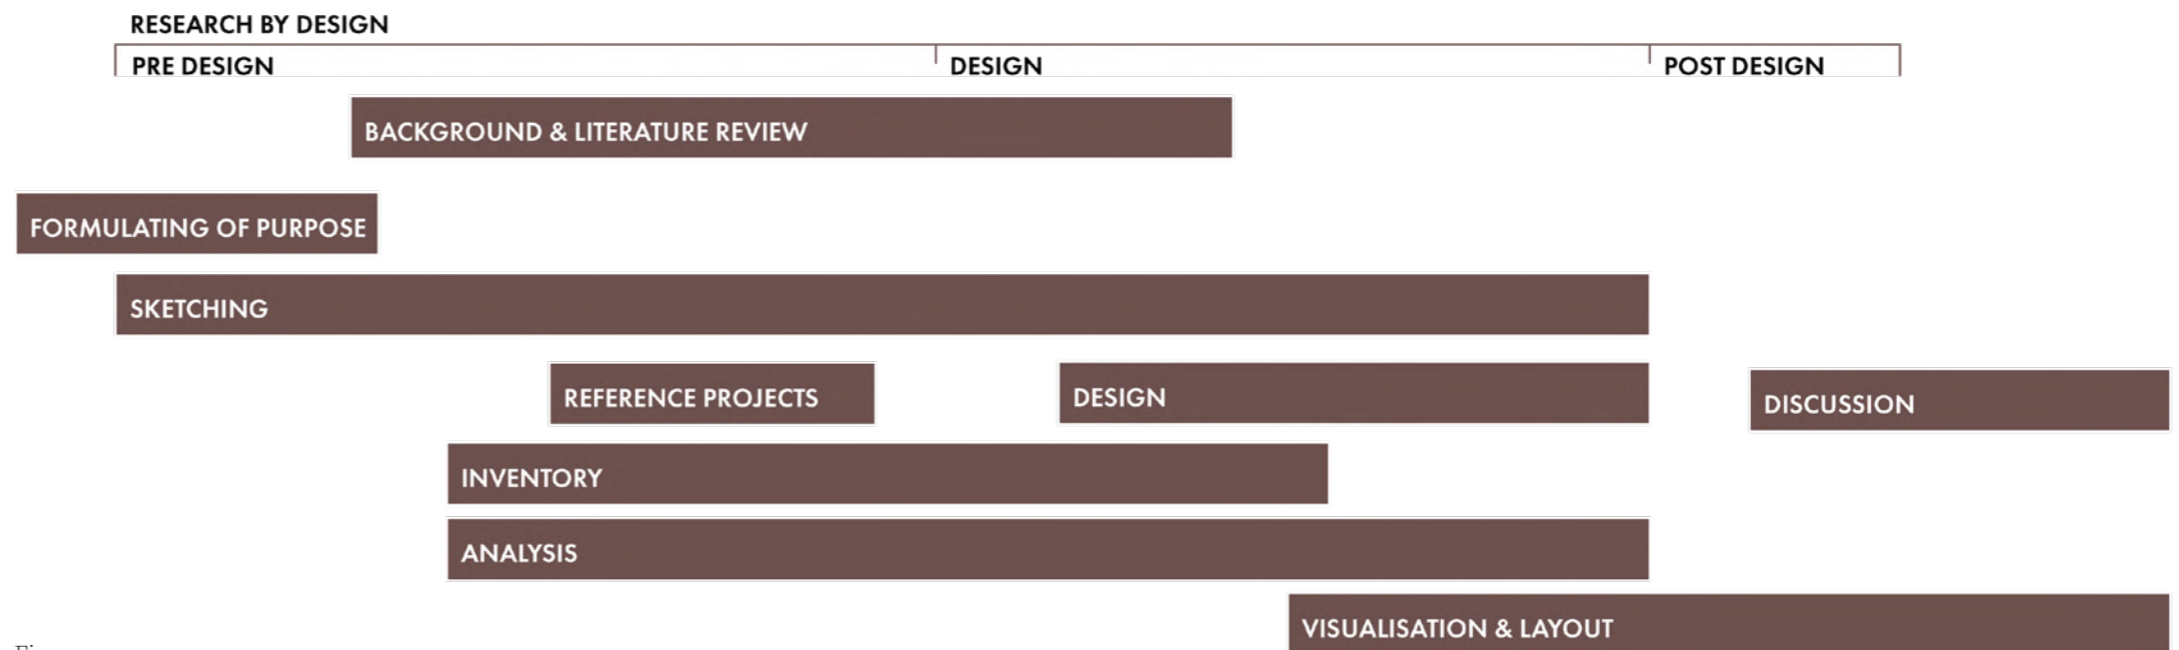 RESEARCH BY DESIGN
PRE DESIGN
DESIGN
POST DESIGN
BACKGROUND & LITERATURE REVIEW
FORMULATING OF PURPOSE
SKETCHING
REFERENCE PROJECTS
DESIGN
DISCUSSION
INVENTORY
ANALYSIS
VISUALISATION & LAYOUT